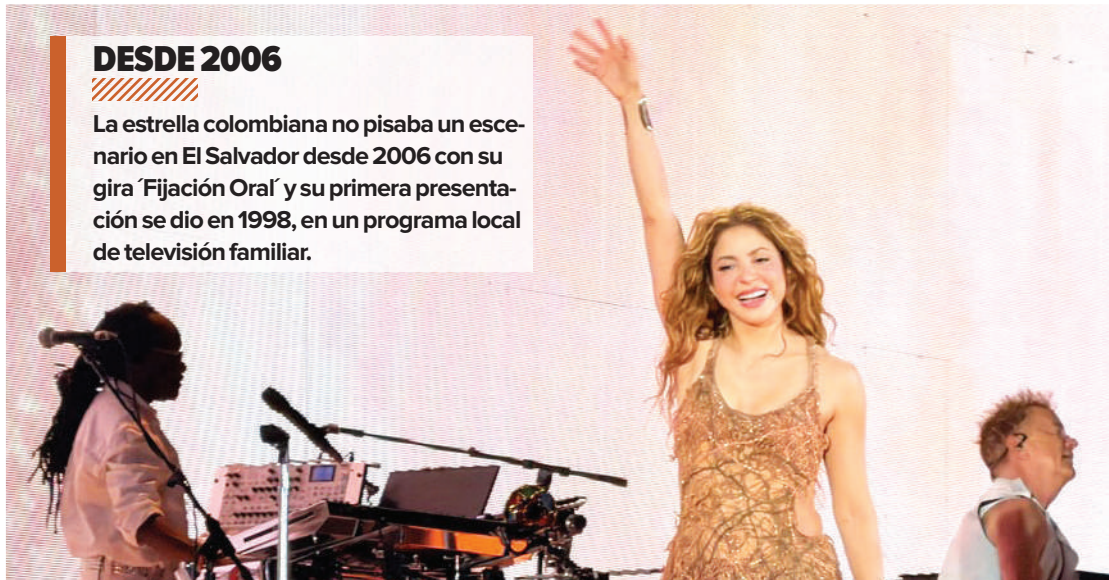 DESDE 2006
La estrella colombiana no pisaba un esce-
nario en El Salvador desde 2006 con su
gira ´Fijación Oral´ y su primera presenta-
ción se dio en 1998, en un programa local
de televisión familiar.